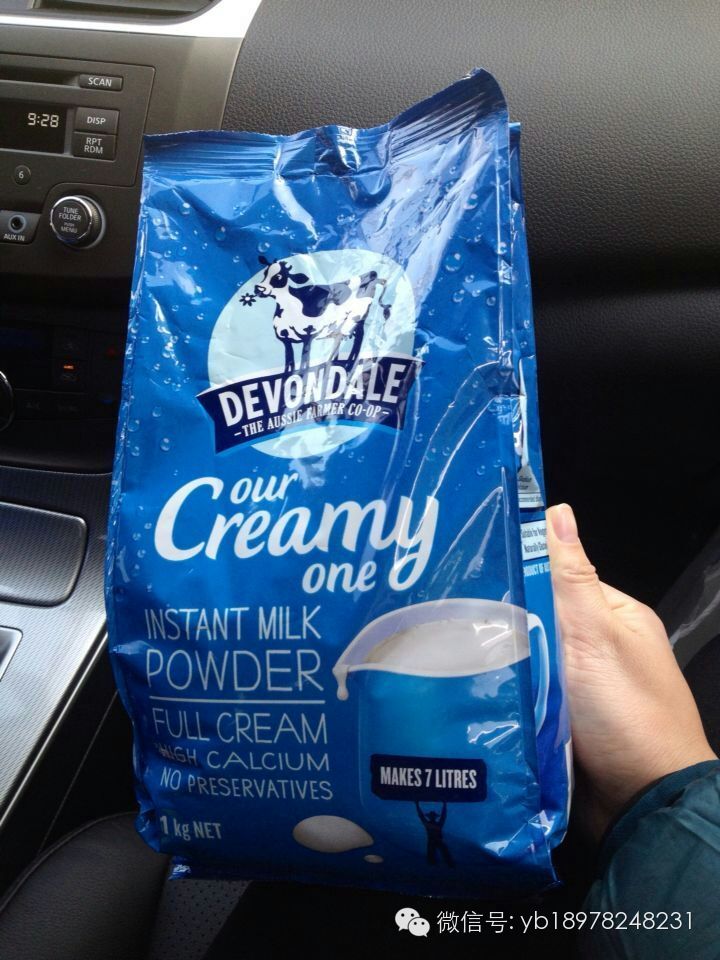 SCAN
9:28
DISP
RPT
RDM
6
TUNE
FOLDER
PUSH
MENU
AUX IN
DEVONDALE
- THE AUSSIE FARMER CO-OP -
our
Creamy
one
INSTANT MILK
POWDER
FULL CREAM
HIGH CALCIUM
NO PRESERVATIVES
MAKES 7 LITRES
1 kg NET
微信号: yb18978248231